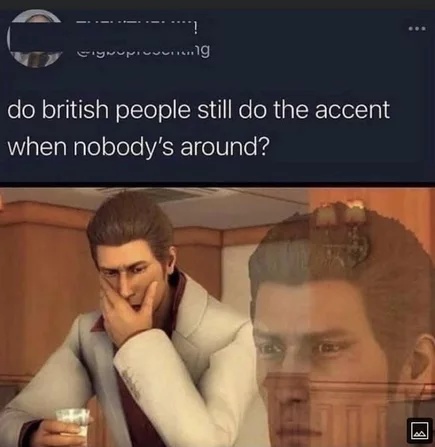 do british people still do the accent
when nobody's around?